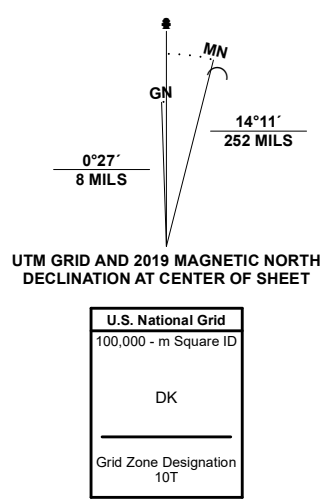 MN
GN
14°11´
252 MILS
0°27´
8 MILS
UTM GRID AND 2019 MAGNETIC NORTH
DECLINATION AT CENTER OF SHEET
U.S. National Grid
100,000 - m Square ID
DK
Grid Zone Designation
10T